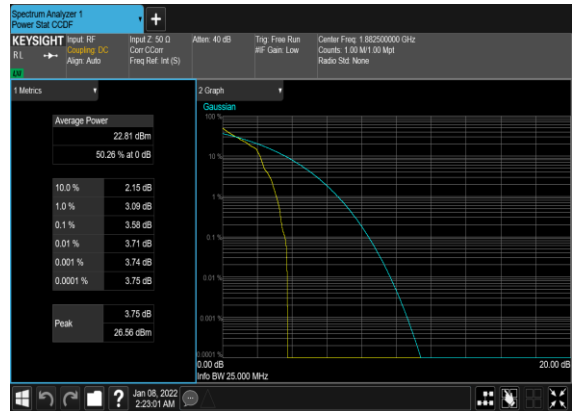 Spectrum Analyzer 1
Power Stat CCDF
KEYSIGHT
RL
LV
Input: RF
Coupling: DC
Align: Auto
Input Z: 50 Ω
Corr CCorr
Freq Ref: Int (S)
Atten: 40 dB
Trig: Free Run
#IF Gain: Low
Center Freq: 1.882500000 GHz
Counts: 1.00 M/1.00 Mpt
Radio Std: None
1 Metrics
Average Power
22.81 dBm
50.26 % at 0 dB
10.0 % 2.15 dB
1.0 % 3.09 dB
0.1 % 3.58 dB
0.01 % 3.71 dB
0.001 % 3.74 dB
0.0001 % 3.75 dB
Peak
3.75 dB
26.56 dBm
2 Graph
Gaussian
100 %
10 %
1 %
0.1 %
0.01 %
0.001 %
0.0001 %
0.00 dB
20.00 dB
Info BW 25.000 MHz
?
Jan 08, 2022
2:23:01 AM